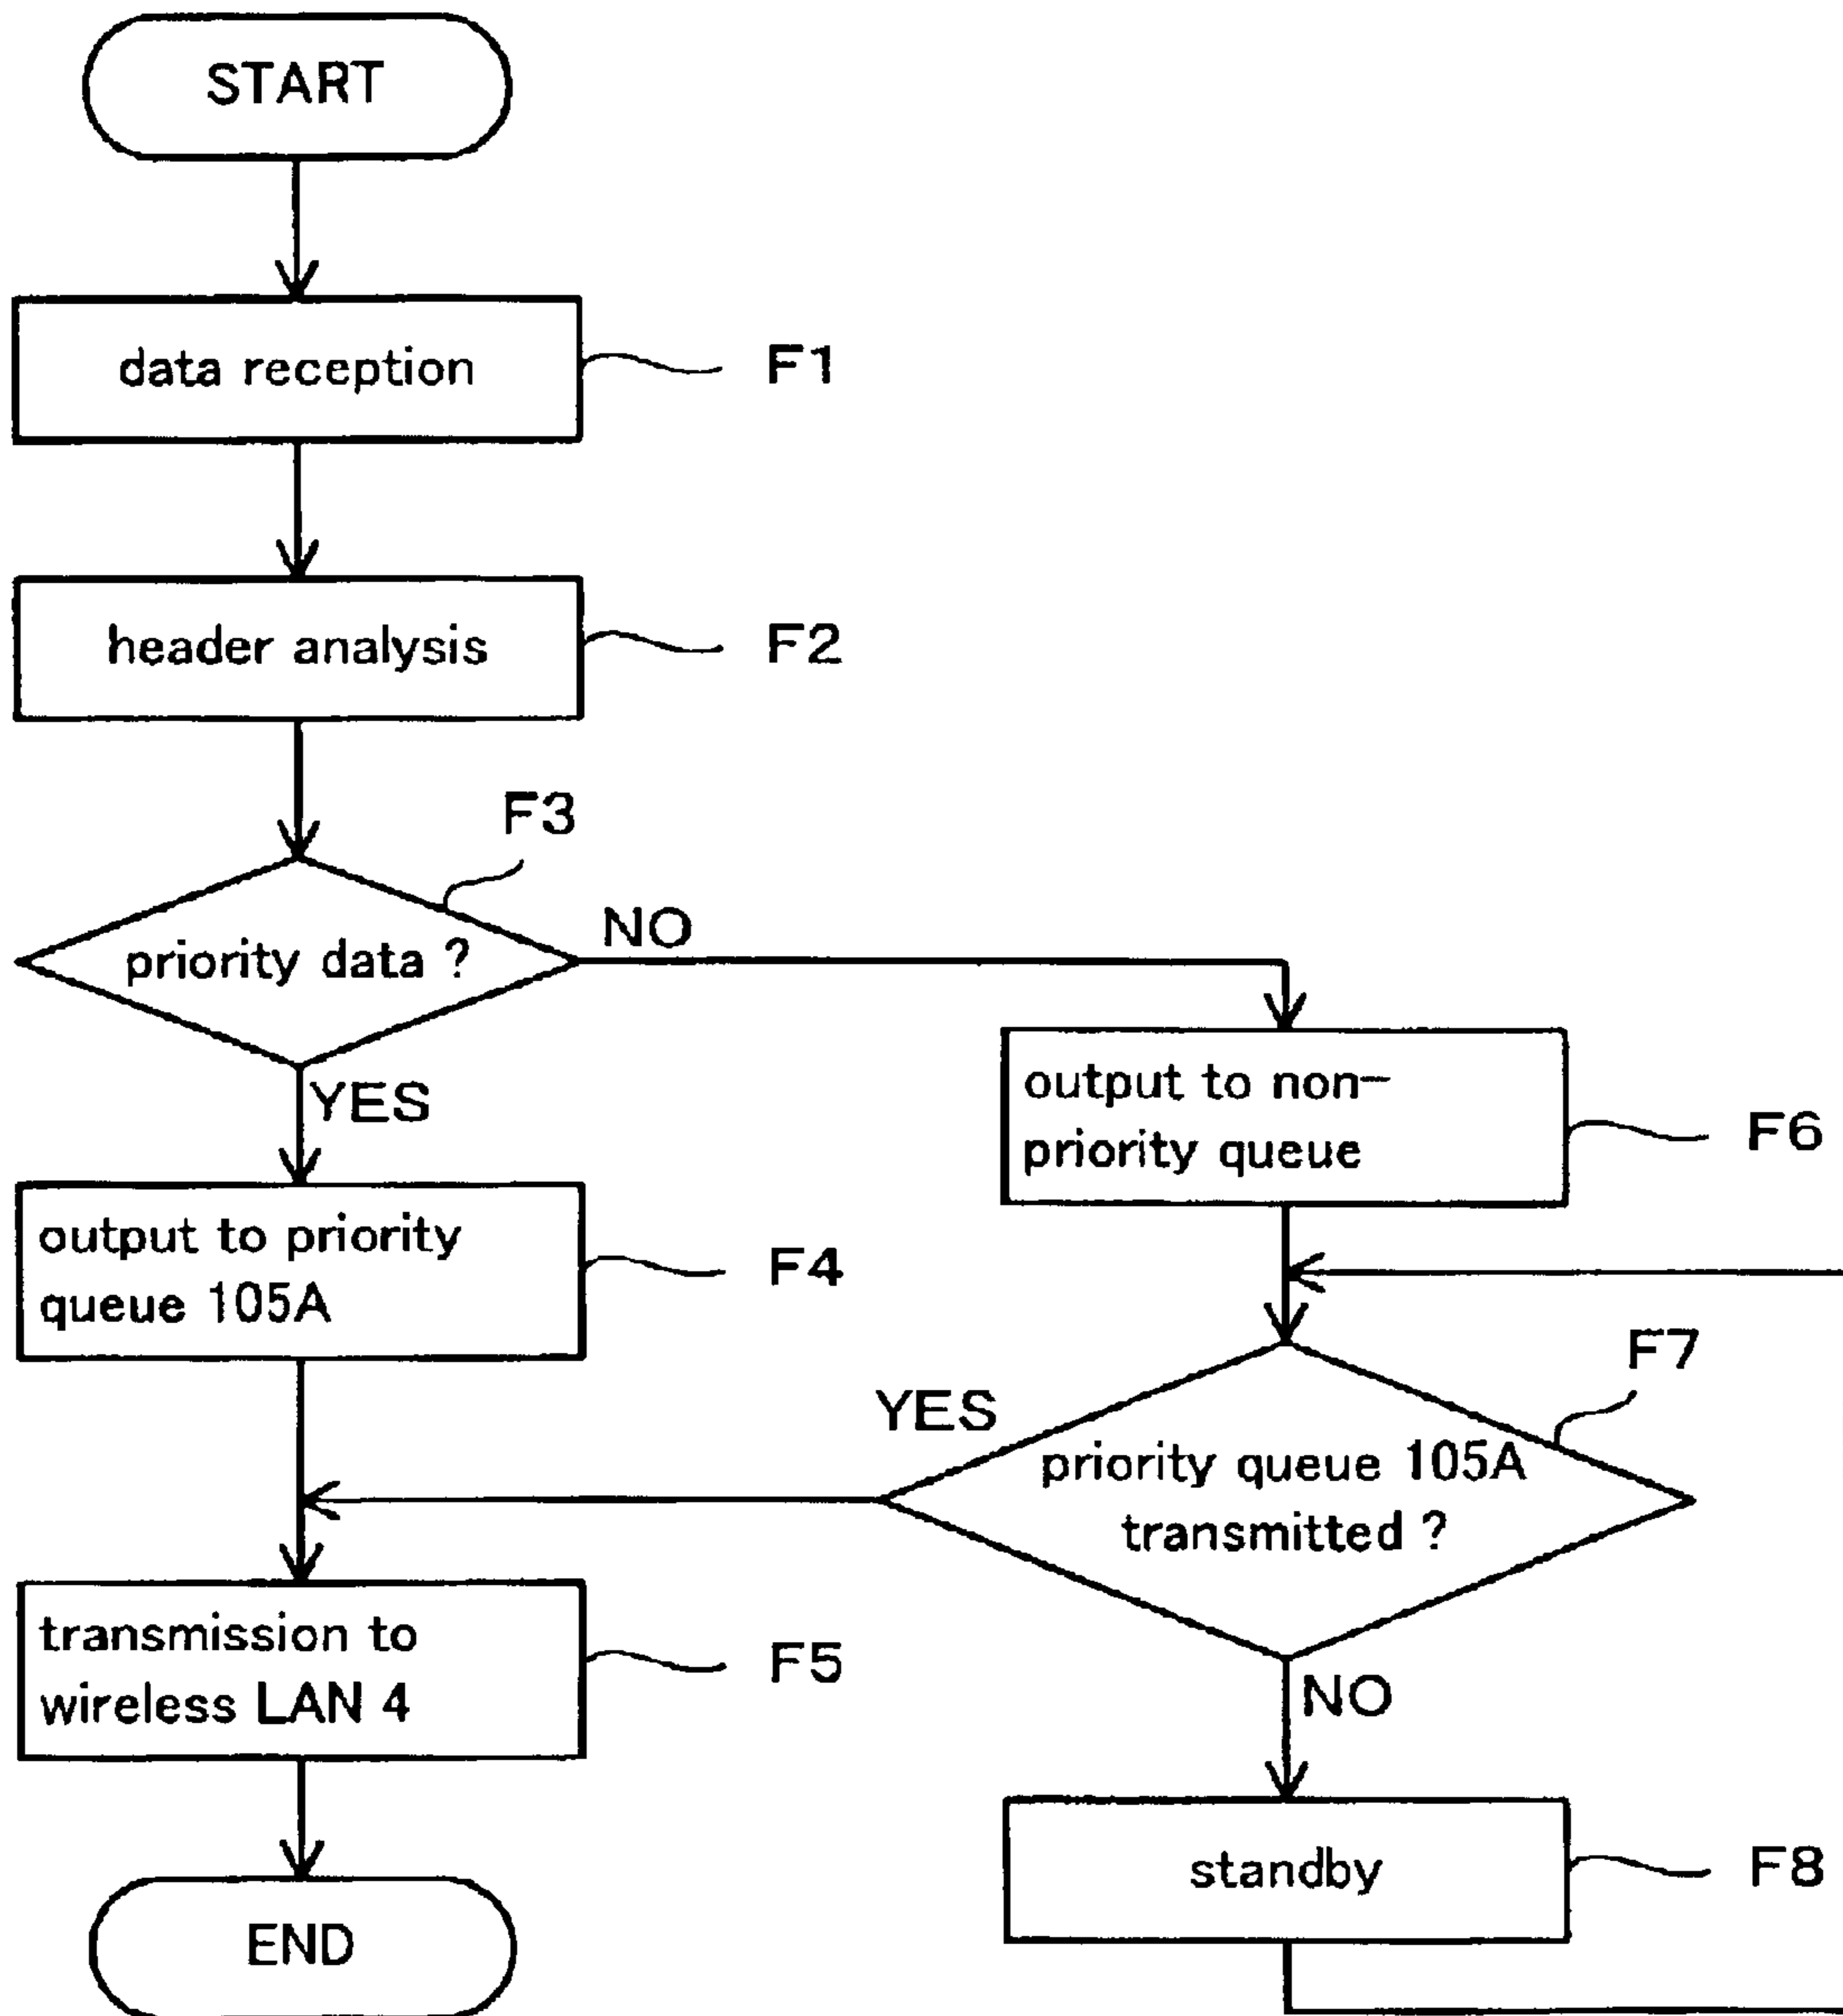 START
data reception
F1
header analysis
F2
F3
priority data ?
NO
YES
output to non-
priority queue
F6
output to priority
queue 105A
F4
F7
YES
priority queue 105A
transmitted ?
transmission to
wireless LAN 4
F5
NO
standby
F8
END